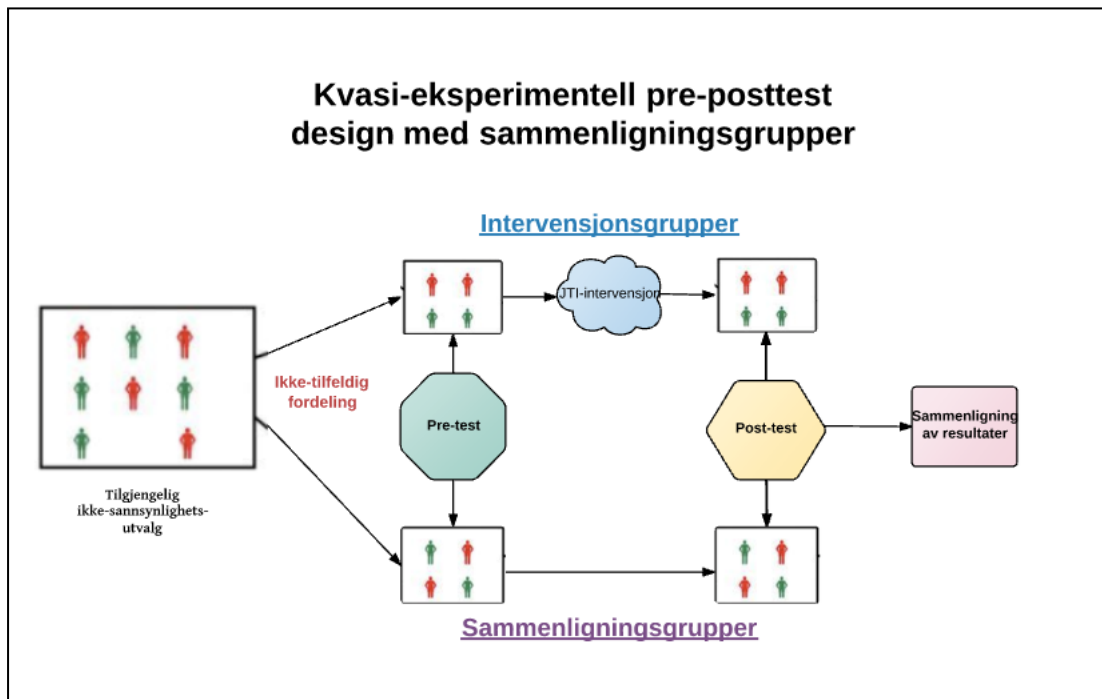 Kvasi-eksperimentell pre-posttest
design med sammenligningsgrupper
Intervensjonsgrupper
JTI-intervensjon
Ikke-tilfeldig
fordeling
Pre-test
Post-test
Sammenligning
av resultater
Tilgjengelig
ikke-sannsynlighets-
utvalg
Sammenligningsgrupper